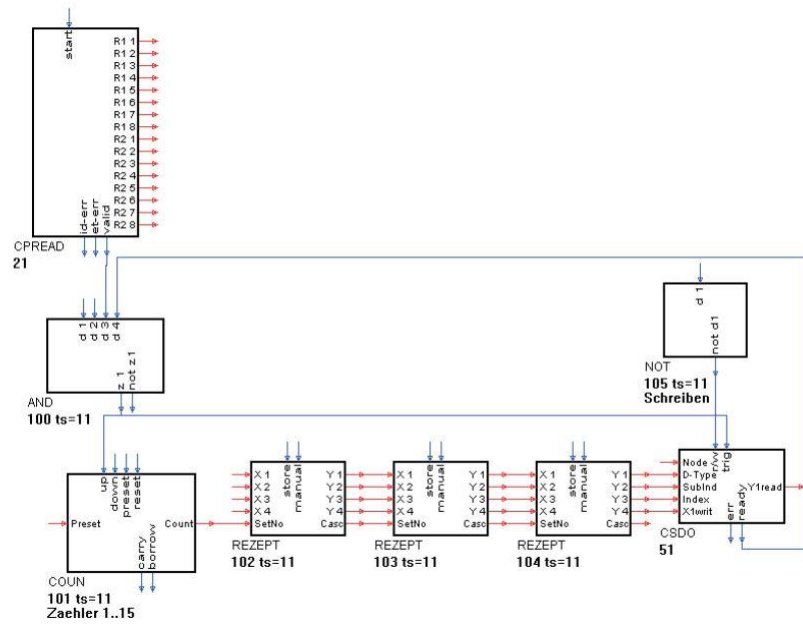 start
R1 1
R1 2
R1 3
R1 4
R1 5
R1 6
R1 7
R1 8
R2 1
R2 2
R2 3
R2 4
R2 5
R2 6
R2 7
R2 8
id-err
et-err
valid
CPREAD
21
d 1
d 2
d 3
d 4
z 1
not z1
AND
100 ts=11
d 1
not d1
NOT
105 ts=11
Schreiben
up
down
preset
reset
Preset
Count
carry
borrow
COUN
101 ts=11
Zaehler 1..15
store
manual
X 1
X 2
X 3
X 4
SetNo
Y 1
Y 2
Y 3
Y 4
Casc
REZEPT
102 ts=11
store
manual
X 1
X 2
X 3
X 4
SetNo
Y 1
Y 2
Y 3
Y 4
Casc
REZEPT
103 ts=11
store
manual
X 1
X 2
X 3
X 4
SetNo
Y 1
Y 2
Y 3
Y 4
Casc
REZEPT
104 ts=11
r/w
trig
Node
D-Type
SubInd
Index
X1writ
Y1read
err
ready
CSDO
51